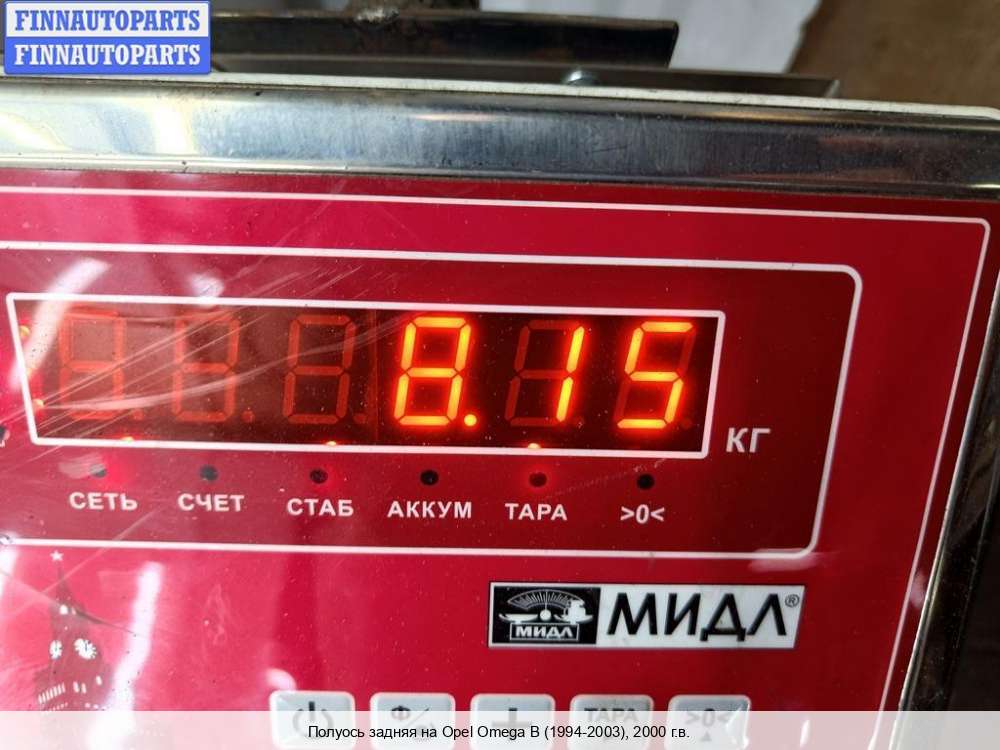 FINNAUTOPARTS
FINNAUTOPARTS
8.15
КГ
СЕТЬ СЧЕТ СТАБ АККУМ ТАРА >0<
МИДЛ МИДЛ®
ТАРА >0<
Полуось задняя на Opel Omega B (1994-2003), 2000 г.в.